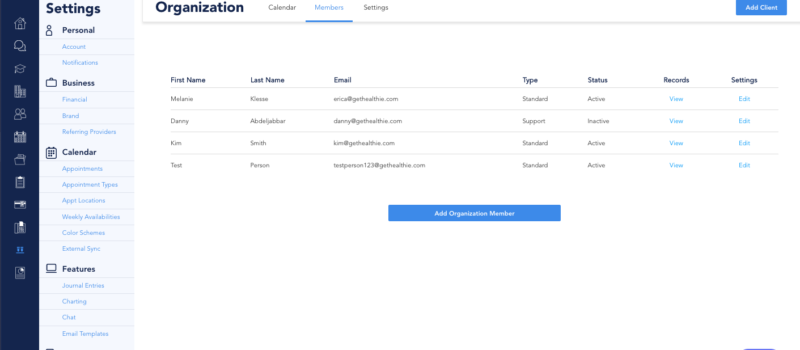 Settings
Personal
Account
Notifications
Business
Financial
Brand
Referring Providers
Calendar
Appointments
Appointment Types
Appt Locations
Weekly Availabilities
Color Schemes
External Sync
Features
Journal Entries
Charting
Chat
Email Templates
Organization Calendar Members Settings Add Client
First Name Last Name Email Type Status Records Settings
Melanie Klesse erica@gethealthie.com Standard Active View Edit
Danny Abdeljabbar danny@gethealthie.com Support Inactive View Edit
Kim Smith kim@gethealthie.com Standard Active View Edit
Test Person testperson123@gethealthie.com Standard Active View Edit
Add Organization Member